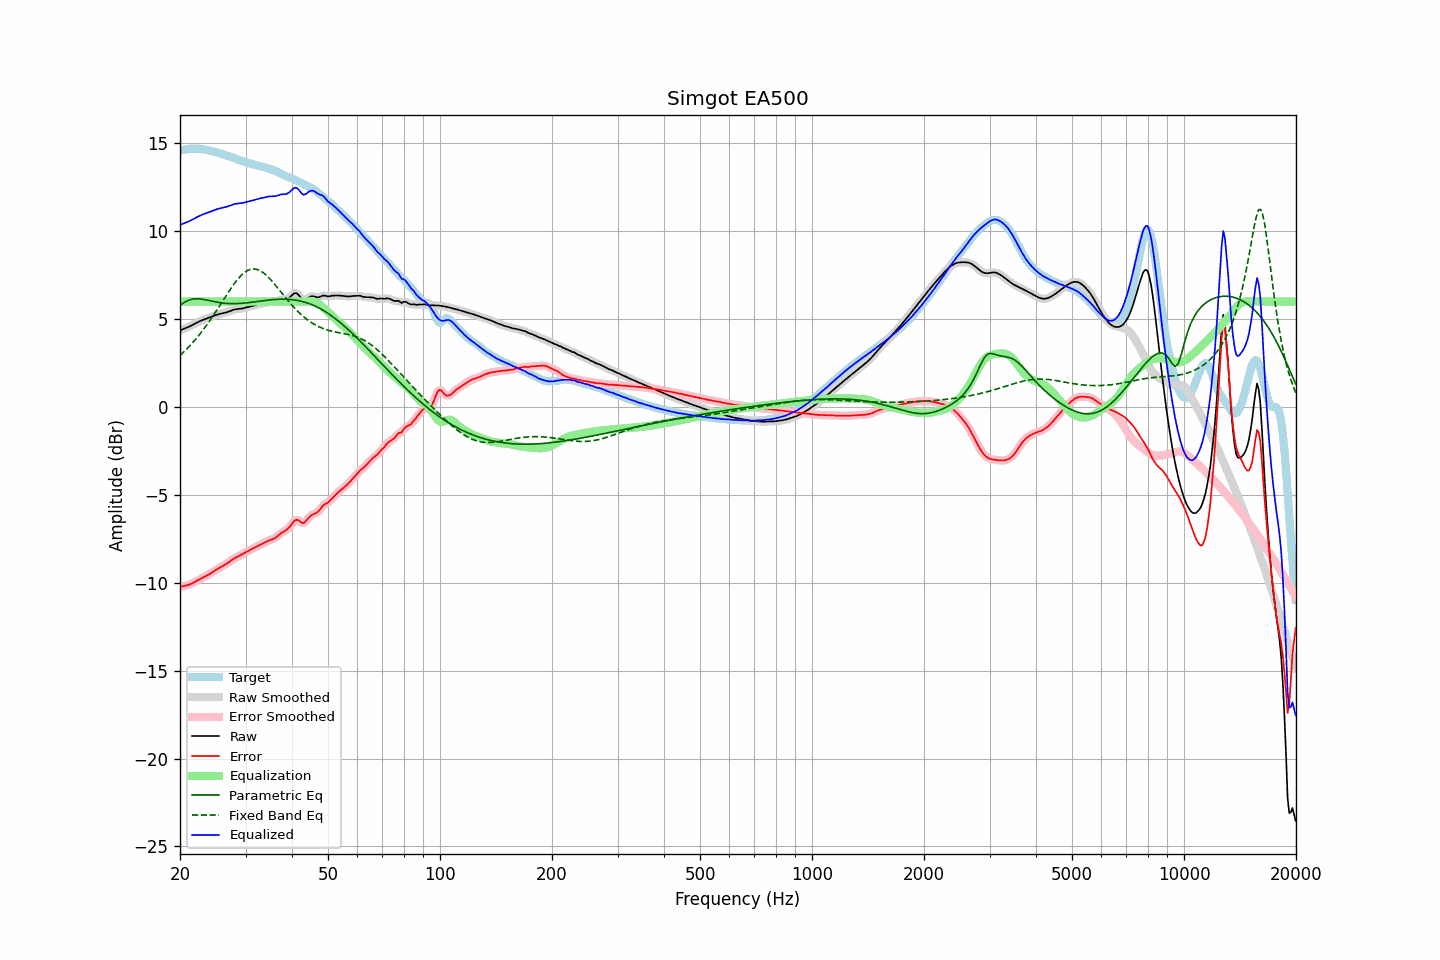 Simgot EA500
Amplitude (dBr)
15
10
5
0
−5
−10
−15
−20
−25
Target
Raw Smoothed
Error Smoothed
Raw
Error
Equalization
Parametric Eq
Fixed Band Eq
Equalized
20 50 100 200 500 1000 2000 5000 10000 20000
Frequency (Hz)